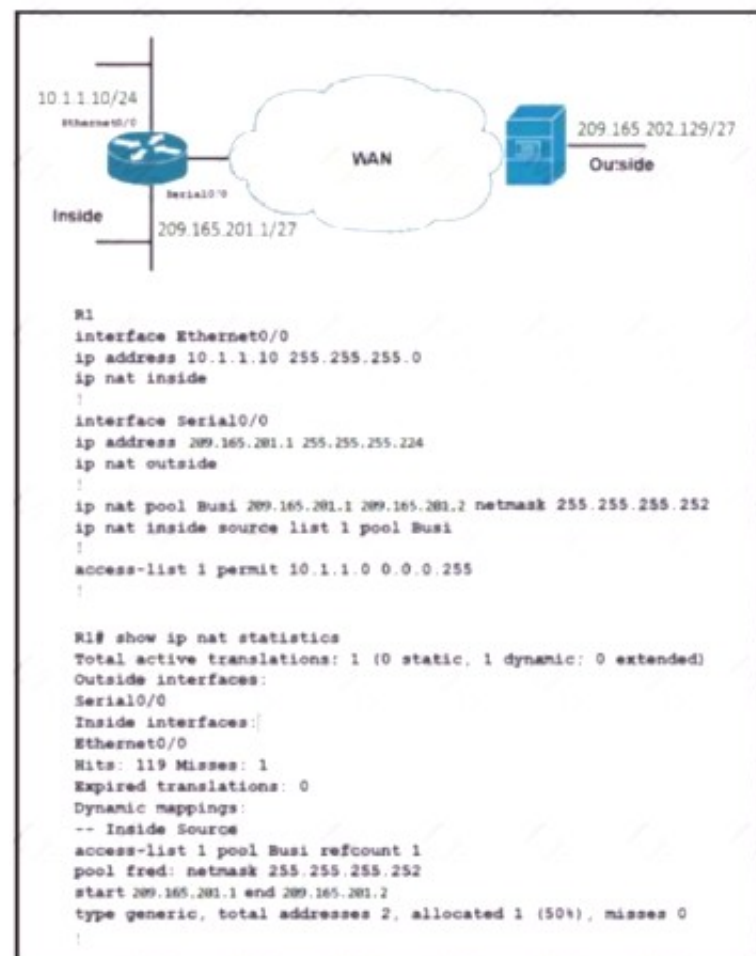 10.1.1.10/24
Ethernet0/0
WAN
209.165.202.129/27
Outside
Serial0/0
Inside
209.165.201.1/27
R1
interface Ethernet0/0
ip address 10.1.1.10 255.255.255.0
ip nat inside
!
interface Serial0/0
ip address 209.165.201.1 255.255.255.224
ip nat outside
!
ip nat pool Busi 209.165.201.1 209.165.201.2 netmask 255.255.255.252
ip nat inside source list 1 pool Busi
!
access-list 1 permit 10.1.1.0 0.0.0.255
!
R1# show ip nat statistics
Total active translations: 1 (0 static, 1 dynamic; 0 extended)
Outside interfaces:
Serial0/0
Inside interfaces:
Ethernet0/0
Hits: 119 Misses: 1
Expired translations: 0
Dynamic mappings:
-- Inside Source
access-list 1 pool Busi refcount 1
pool fred: netmask 255.255.255.252
start 209.165.201.1 end 209.165.201.2
type generic, total addresses 2, allocated 1 (50%), misses 0
!